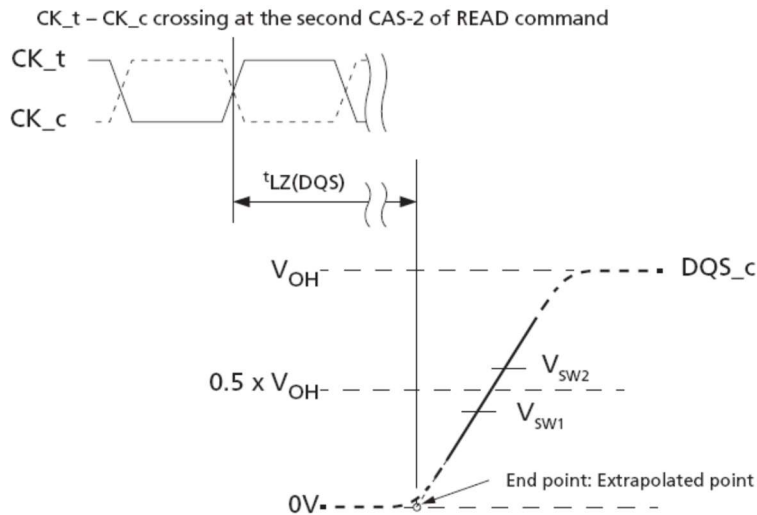 CK_t – CK_c crossing at the second CAS-2 of READ command
CK_t
CK_c
tLZ(DQS)
VOH
DQS_c
VSW2
0.5 x VOH
VSW1
End point: Extrapolated point
0V